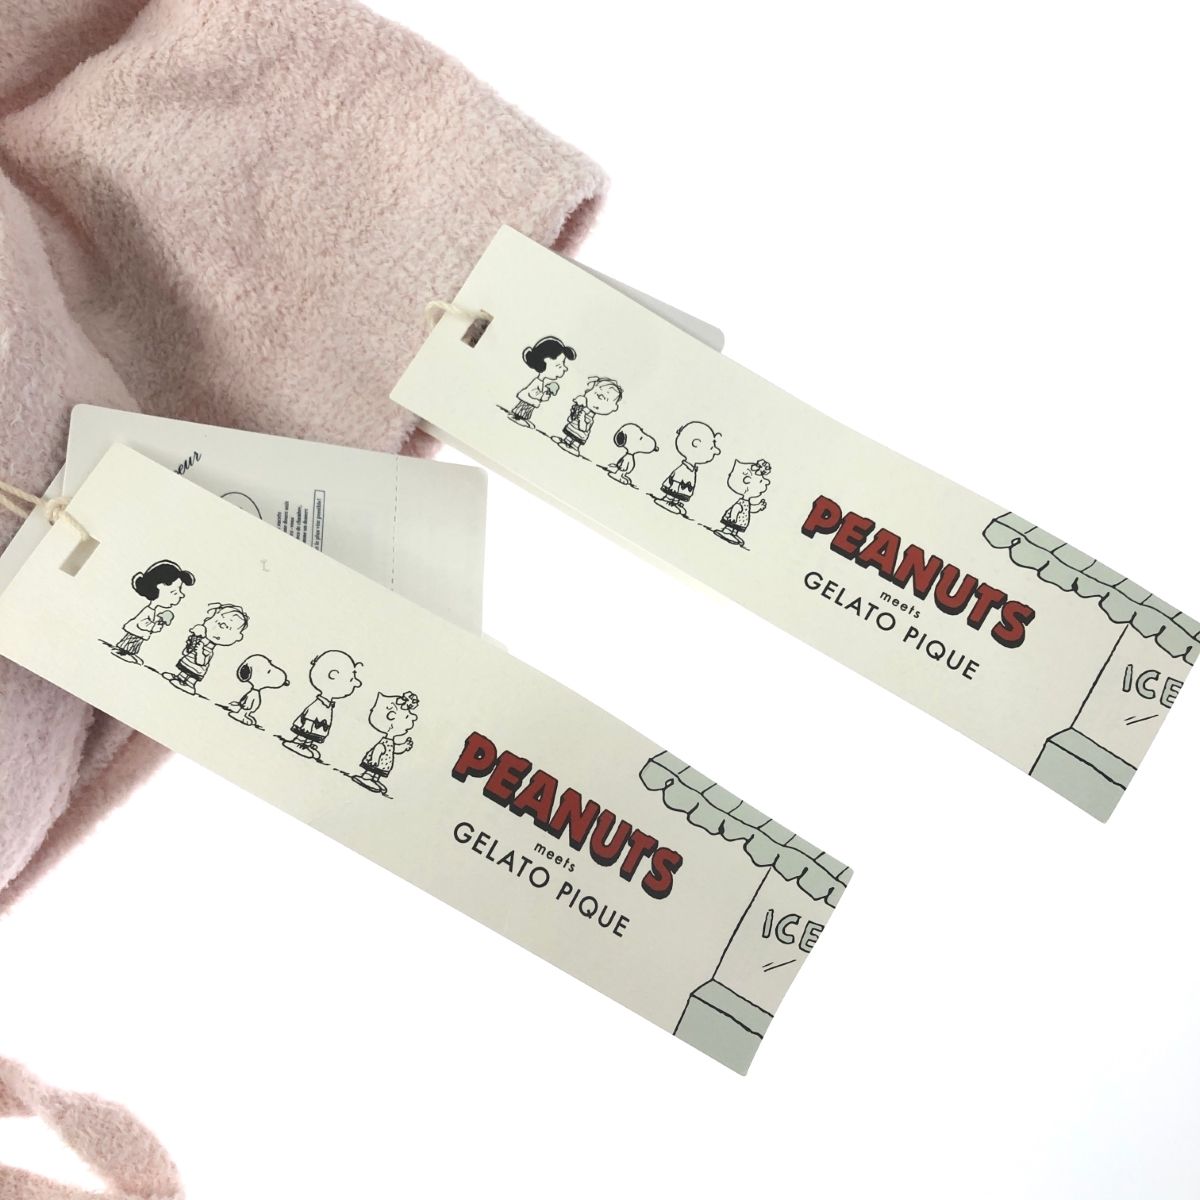 PEANUTS
meets
GELATO PIQUE
ICE
PEANUTS
meets
GELATO PIQUE
ICE